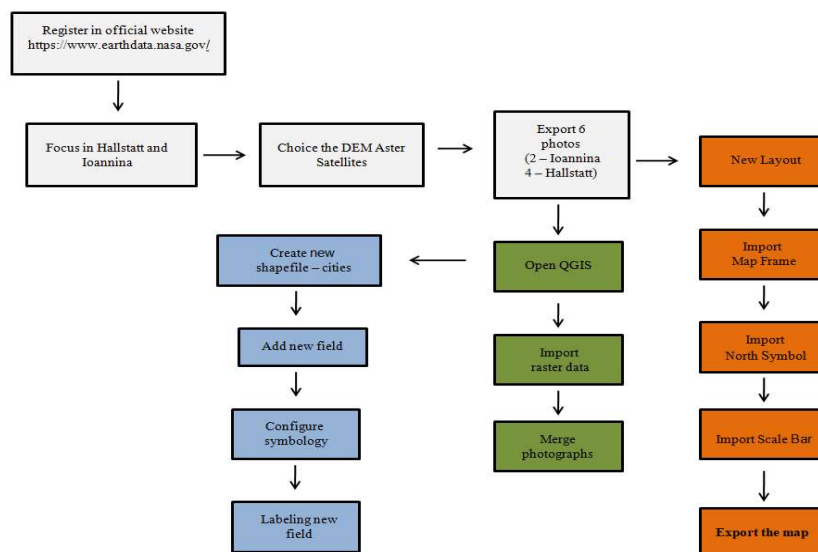 Register in official website
https://www.earthdata.nasa.gov/
Focus in Hallstatt and
Ioannina
Choice the DEM Aster
Satellites
Export 6
photos
(2 – Ioannina
4 – Hallstatt)
New Layout
Create new
shapefile – cities
Open QGIS
Import
Map Frame
Add new field
Import
raster data
Import
North Symbol
Configure
symbology
Merge
photographs
Import Scale Bar
Labeling new
field
Export the map